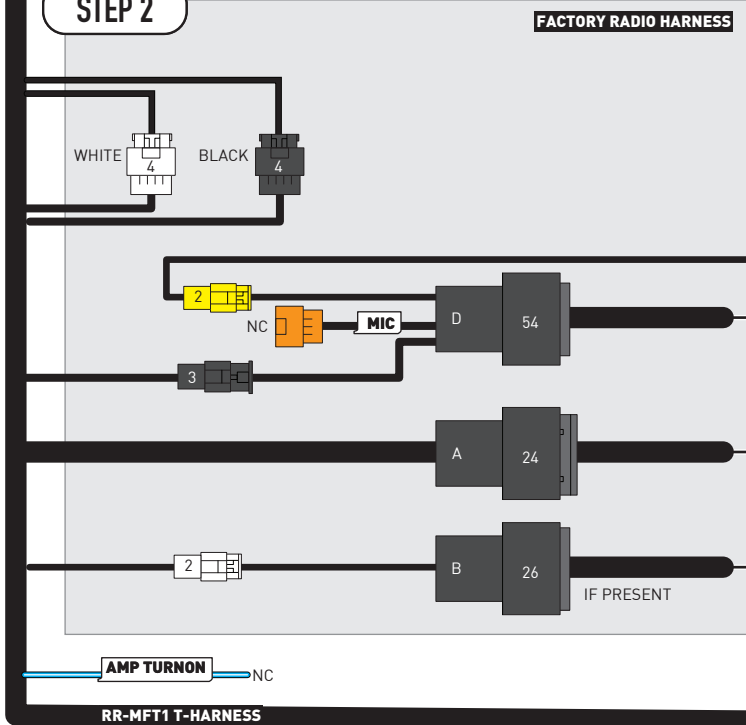 STEP 2
FACTORY RADIO HARNESS
WHITE
4
BLACK
4
2
D
54
NC
MIC
3
A
24
2
B
26
IF PRESENT
AMP TURNON
NC
RR-MFT1 T-HARNESS